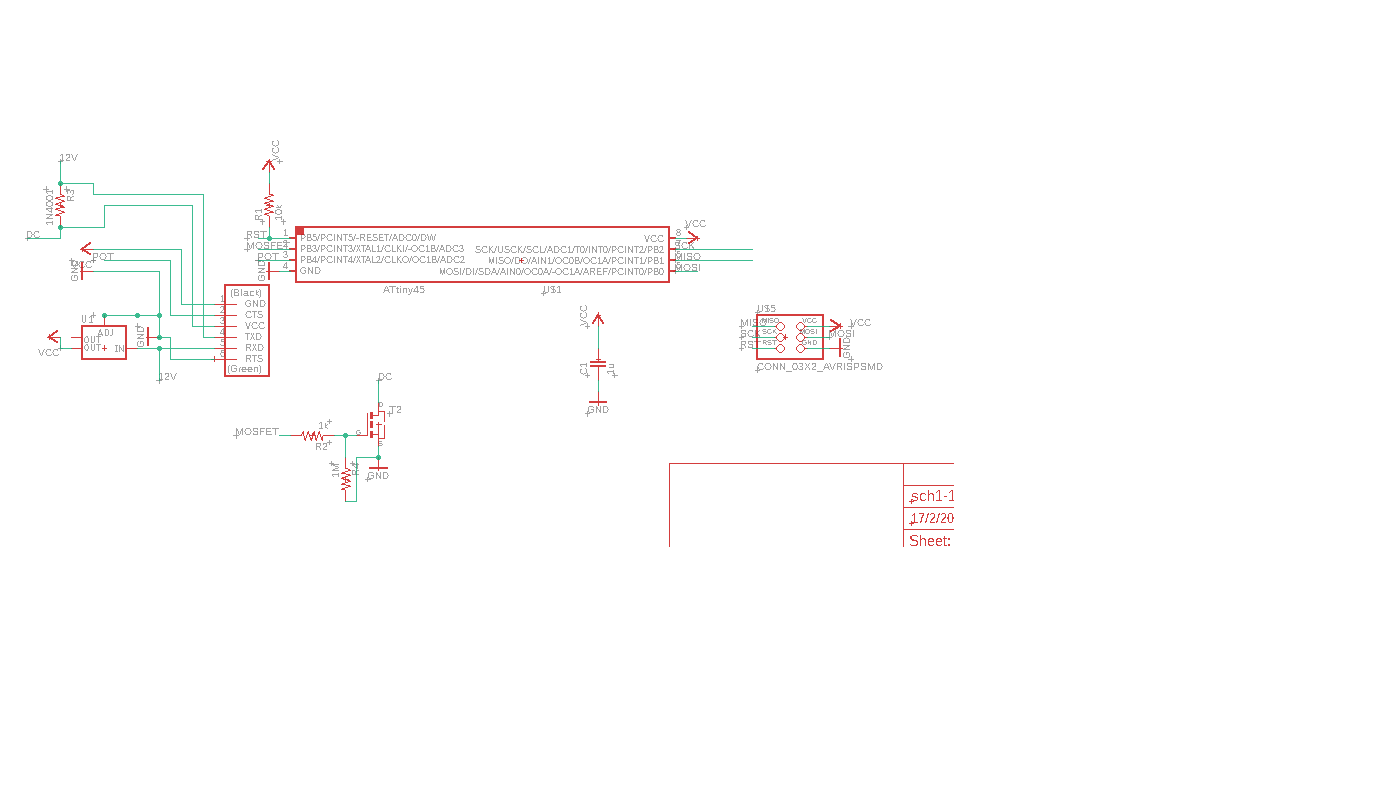 12V
1N4001
R3
DC
VCC
R1
10k
RST
MOSFET
POT
GND
1
2
3
4
PB5/PCINT5/-RESET/ADC0/DW
PB3/PCINT3/XTAL1/CLKI/-OC1B/ADC3
PB4/PCINT4/XTAL2/CLKO/OC1B/ADC2
GND
VCC
SCK/USCK/SCL/ADC1/T0/INT0/PCINT2/PB2
MISO/DO/AIN1/OC0B/OC1A/PCINT1/PB1
MOSI/DI/SDA/AIN0/OC0A/-OC1A/AREF/PCINT0/PB0
8
VCC
SCK
MISO
MOSI
ATtiny45
US1
POT
VCC
GND
U1
ADJ
OUT
OUT
IN
GND
VCC
12V
(Black)
1
GND
2
CTS
3
VCC
4
TXD
5
RXD
6
RTS
(Green)
VCC
C1
1u
GND
US5
MISO
SCK
RST
MISO
SCK
RST
VCC
MOSI
GND
VCC
MOSI
GND
CONN_03X2_AVRISPSMD
DC
D
T2
G
S
MOSFET
1k
R2
1M
R4
GND
sch1-1
17/2/20
Sheet: